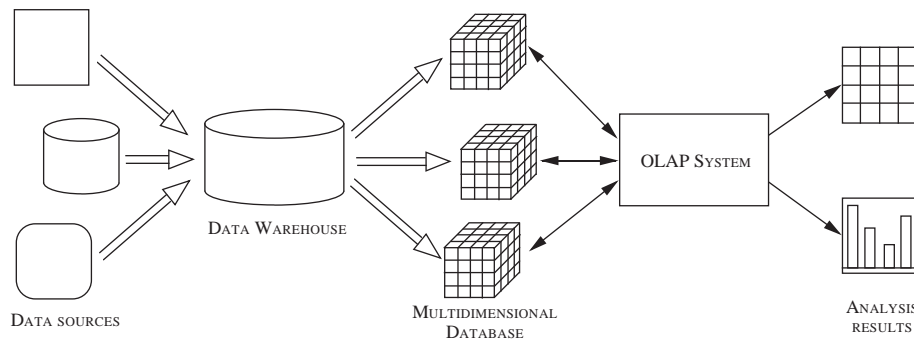 OLAP SYSTEM
DATA WAREHOUSE
DATA SOURCES
MULTIDIMENSIONAL
DATABASE
ANALYSIS
RESULTS